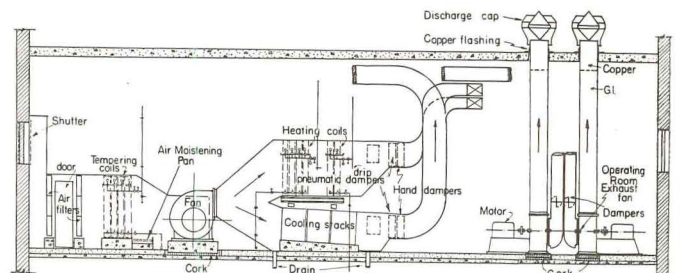 Discharge cap
Copper flashing
Copper
G.I.
Shutter
door
Tempering
coils
Air Moistening
Pan
Heating coils
Air
filters
Fan
drip
pneumatic dampers
Hand dampers
Cooling stacks
Operating
Room
Exhaust
fan
Motor
Dampers
Cork
Drain
Cork